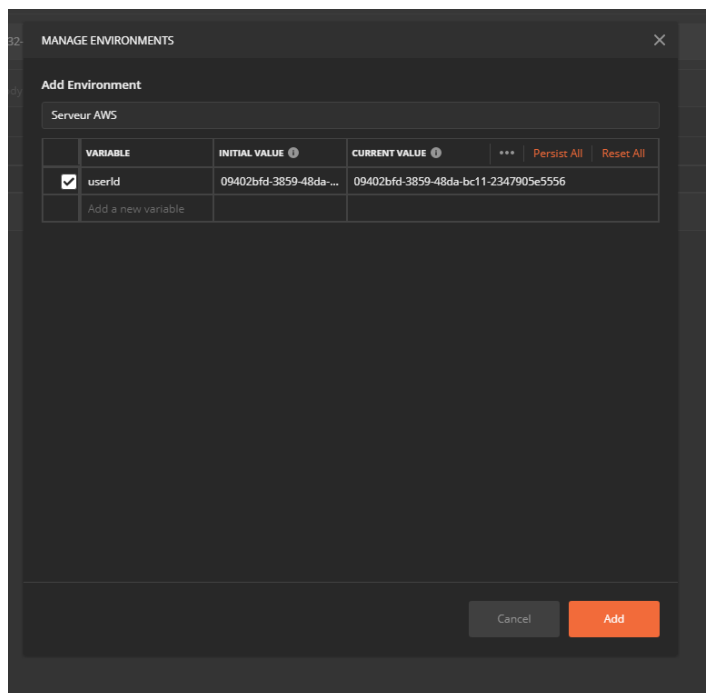 32-
MANAGE ENVIRONMENTS
Add Environment
Serveur AWS
VARIABLE INITIAL VALUE CURRENT VALUE ••• Persist All Reset All
userId 09402bfd-3859-48da-... 09402bfd-3859-48da-bc11-2347905e5556
Add a new variable
Cancel Add